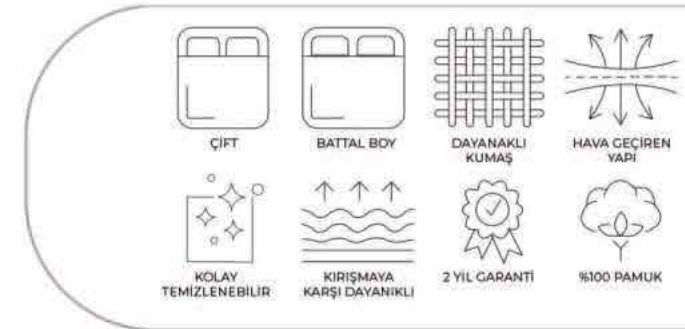 ÇİFT
BATTAL BOY
DAYANAKLI
KUMAŞ
HAVA GEÇİREN
YAPI
KOLAY
TEMİZLENEBİLİR
KIRIŞMAYA
KARŞI DAYANIKLI
2 YIL GARANTİ
%100 PAMUK